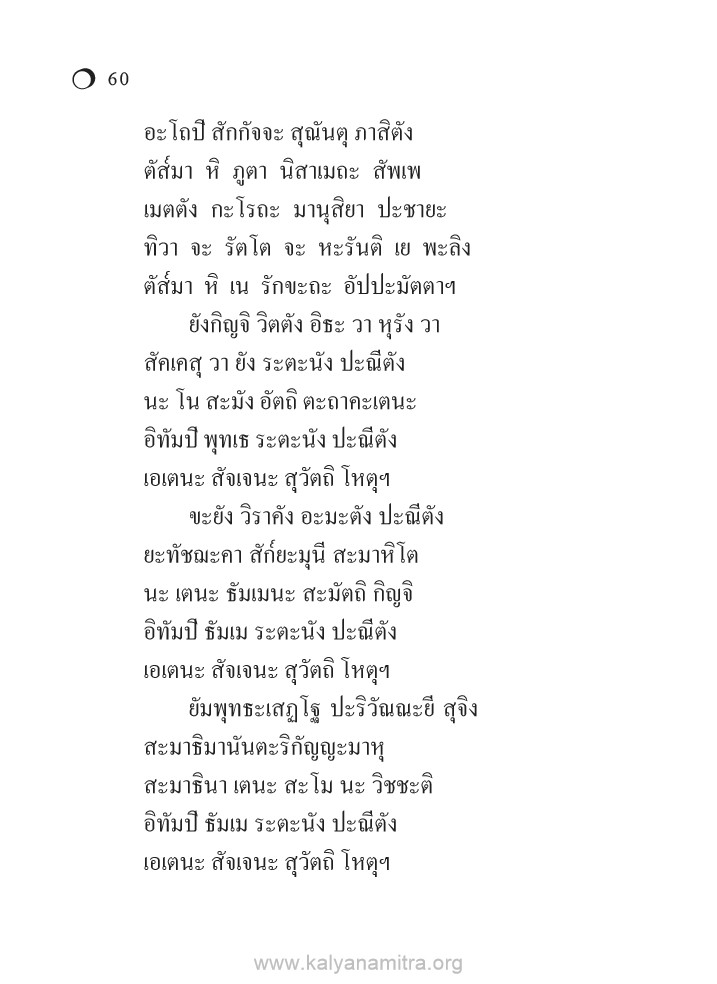 60
อะโถปิ สักกัจจะ สุณันตุ ภาสิตัง
ตัส๎มา หิ ภูตา นิสาเมถะ สัพเพ
เมตตัง กะโรถะ มานุสิยา ปะชายะ
ทิวา จะ รัตโต จะ หะรันติ เย พะลิง
ตัส๎มา หิ เน รักขะถะ อัปปะมัตตาฯ
ยังกิญจิ วิตตัง อิธะ วา หุรัง วา
สัคเคสุ วา ยัง ระตะนัง ปะณีตัง
นะ โน สะมัง อัตถิ ตะถาคะเตนะ
อิทัมปิ พุทเธ ระตะนัง ปะณีตัง
เอเตนะ สัจเจนะ สุวัตถิ โหตุฯ
ขะยัง วิราคัง อะมะตัง ปะณีตัง
ยะทัชฌะคา สัก๎ยะมุนี สะมาหิโต
นะ เตนะ ธัมเมนะ สะมัตถิ กิญจิ
อิทัมปิ ธัมเม ระตะนัง ปะณีตัง
เอเตนะ สัจเจนะ สุวัตถิ โหตุฯ
ยัมพุทธะเสฏโฐ ปะริวัณณะยี สุจิง
สะมาธิมานันตะริกัญญะมาหุ
สะมาธินา เตนะ สะโม นะ วิชชะติ
อิทัมปิ ธัมเม ระตะนัง ปะณีตัง
เอเตนะ สัจเจนะ สุวัตถิ โหตุฯ
www.kalyanamitra.org